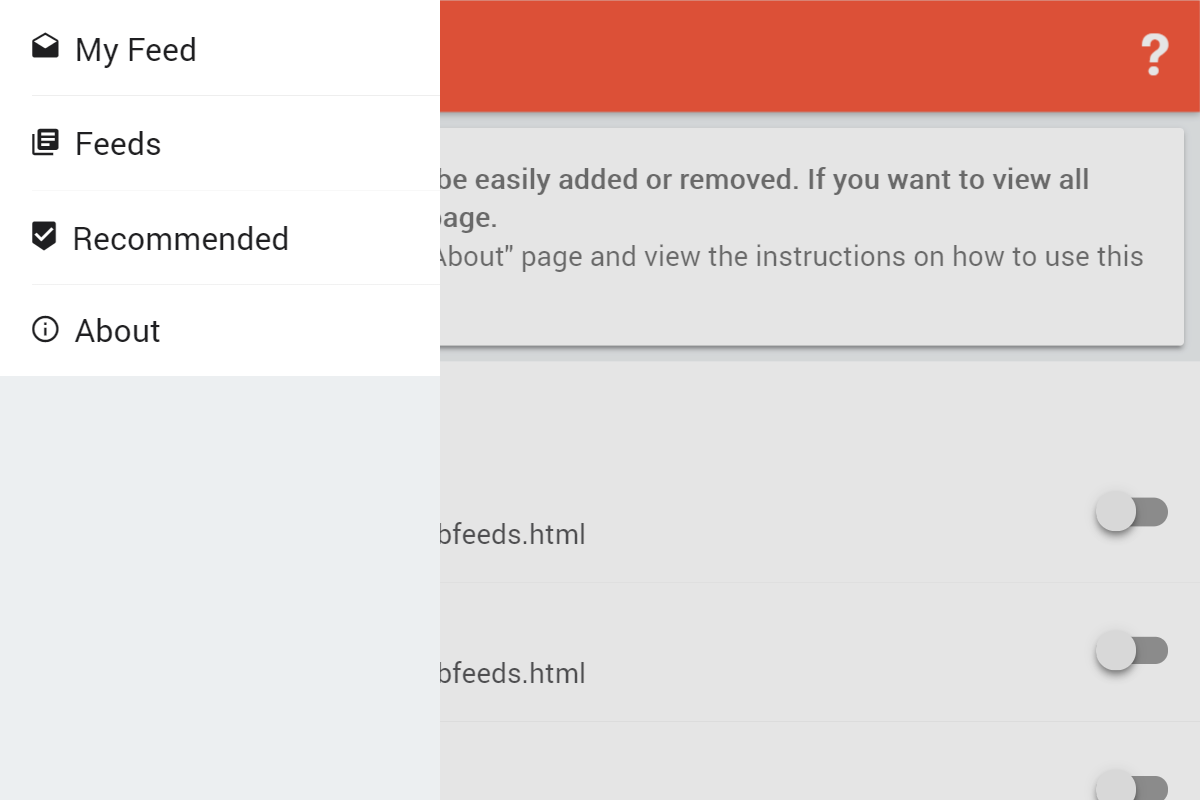 My Feed
Feeds
Recommended
About
?
be easily added or removed. If you want to view all
page.
About" page and view the instructions on how to use this
bfeeds.html
bfeeds.html